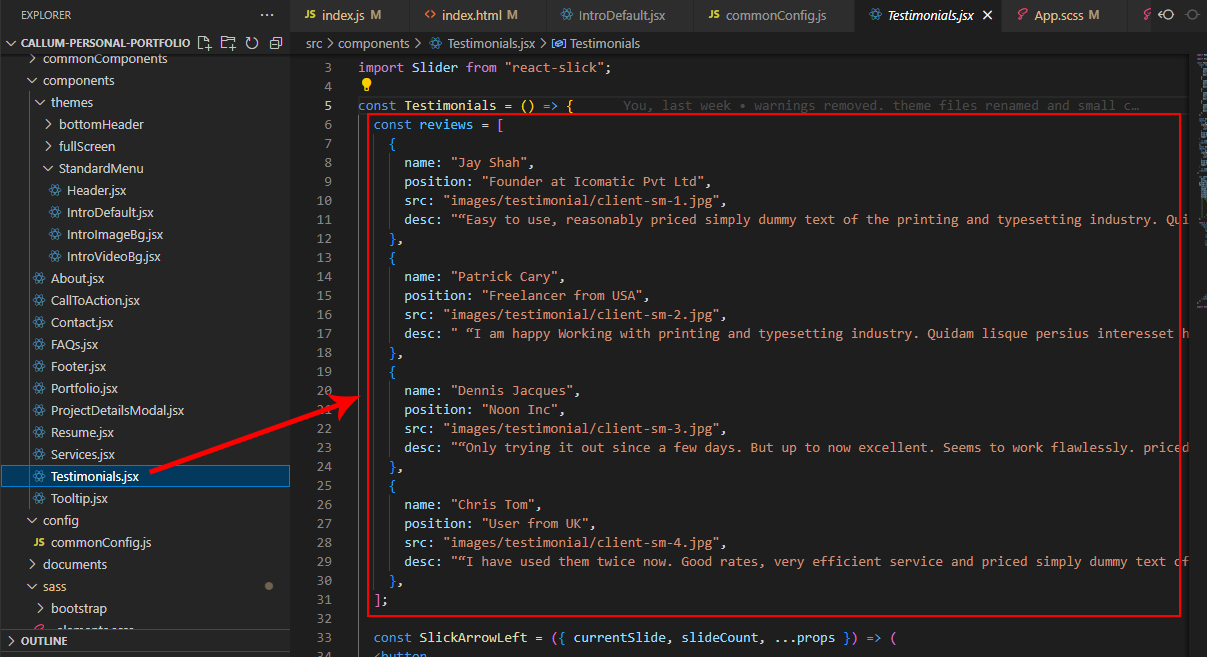 EXPLORER ···
CALLUM-PERSONAL-PORTFOLIO
commonComponents
components
themes
bottomHeader
fullScreen
StandardMenu
Header.jsx
IntroDefault.jsx
IntroImageBg.jsx
IntroVideoBg.jsx
About.jsx
CallToAction.jsx
Contact.jsx
FAQs.jsx
Footer.jsx
Portfolio.jsx
ProjectDetailsModal.jsx
Resume.jsx
Services.jsx
Testimonials.jsx
Tooltip.jsx
config
JS commonConfig.js
documents
sass
bootstrap
OUTLINE
JS index.js M <> index.html M IntroDefault.jsx JS commonConfig.js Testimonials.jsx App.scss M
src > components > Testimonials.jsx > Testimonials
3 import Slider from "react-slick";
4
5 const Testimonials = () => { You, last week • warnings removed. theme files renamed and small c…
6 const reviews = [
7 {
8 name: "Jay Shah",
9 position: "Founder at Icomatic Pvt Ltd",
10 src: "images/testimonial/client-sm-1.jpg",
11 desc: "“Easy to use, reasonably priced simply dummy text of the printing and typesetting industry. Qui
12 },
13 {
14 name: "Patrick Cary",
15 position: "Freelancer from USA",
16 src: "images/testimonial/client-sm-2.jpg",
17 desc: " “I am happy Working with printing and typesetting industry. Quidam lisque persius interesset h
18 },
19 {
20 name: "Dennis Jacques",
21 position: "Noon Inc",
22 src: "images/testimonial/client-sm-3.jpg",
23 desc: "“Only trying it out since a few days. But up to now excellent. Seems to work flawlessly. priced
24 },
25 {
26 name: "Chris Tom",
27 position: "User from UK",
28 src: "images/testimonial/client-sm-4.jpg",
29 desc: "“I have used them twice now. Good rates, very efficient service and priced simply dummy text of
30 },
31 ];
32
33 const SlickArrowLeft = ({ currentSlide, slideCount, ...props }) => (
34 <button